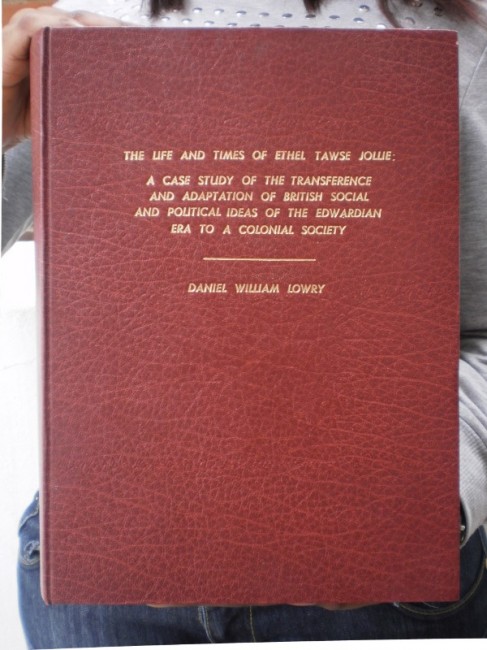 THE LIFE AND TIMES OF ETHEL TAWSE JOLLIE:
A CASE STUDY OF THE TRANSFERENCE
AND ADAPTATION OF BRITISH SOCIAL
AND POLITICAL IDEAS OF THE EDWARDIAN
ERA TO A COLONIAL SOCIETY
DANIEL WILLIAM LOWRY